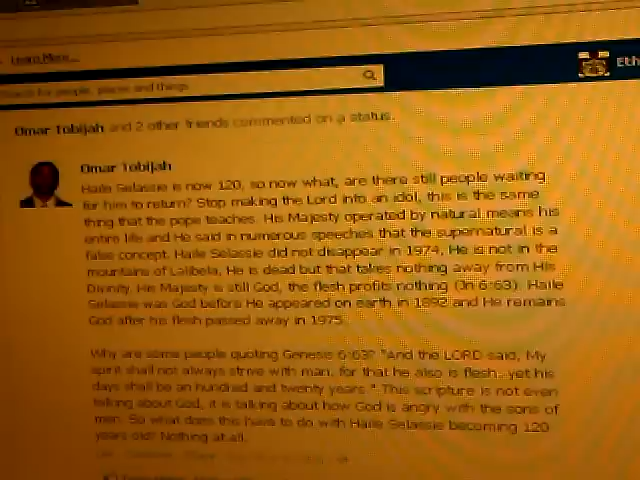 Learn More...
Search for people, places and things
Eth
Omar Tobijah and 2 other friends commented on a status.
Omar Tobijah
Haile Selassie is now 120, so now what, are there still people waiting
for him to return? Stop making the Lord into an idol, this is the same
thing that the pope teaches. His Majesty operated by natural means his
entire life and He said in numerous speeches that the supernatural is a
false concept. Haile Selassie did not disappear in 1974, He is not in the
mountains of Lalibela, He is dead but that takes nothing away from His
Divinity. His Majesty is still God, the flesh profits nothing (Jn 6:63). Haile
Selassie was God before He appeared on earth in 1892 and He remains
God after his flesh passed away in 1975.
Why are some people quoting Genesis 6:63? "And the LORD said, My
spirit shall not always strive with man, for that he also is flesh.. yet his
days shall be an hundred and twenty years." This scripture is not even
talking about God, it is talking about how God is angry with the sons of
men. So what does this have to do with Haile Selassie becoming 120
years old? Nothing at all.